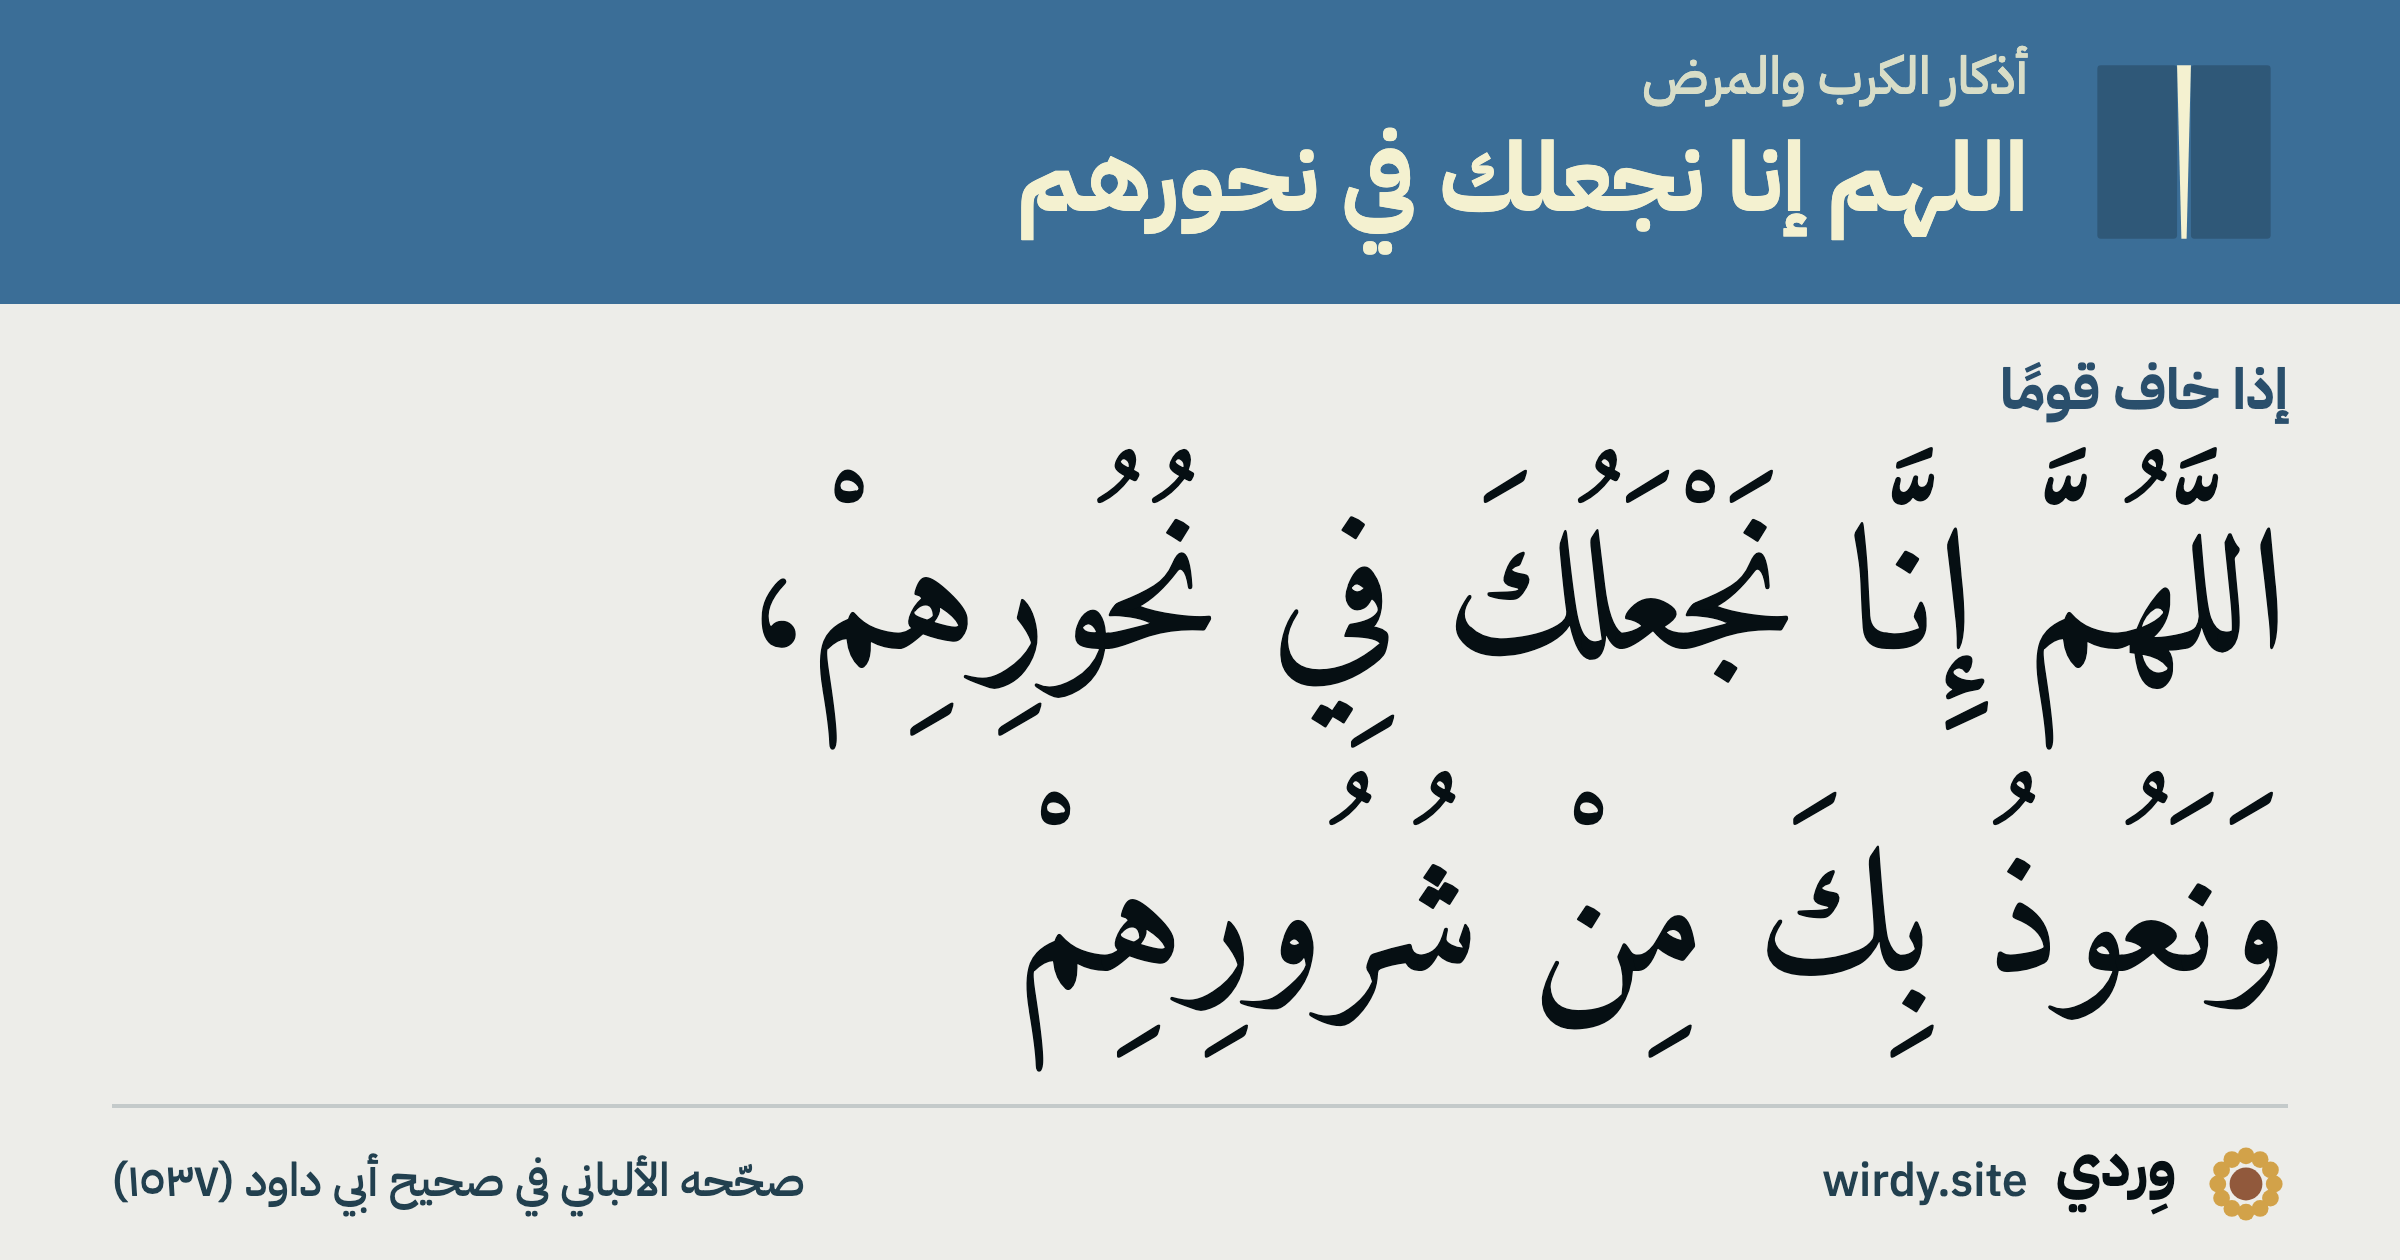 أذكار الكرب والمرض
اللهم إنا نجعلك في نحورهم
إذا خاف قومًا
اللَّهُمَّ إِنَّا نَجْعَلُكَ فِي نُحُورِهِمْ،
وَنَعُوذُ بِكَ مِنْ شُرُورِهِمْ
وِردي wirdy.site
صحّحه الألباني في صحيح أبي داود (١٥٣٧)